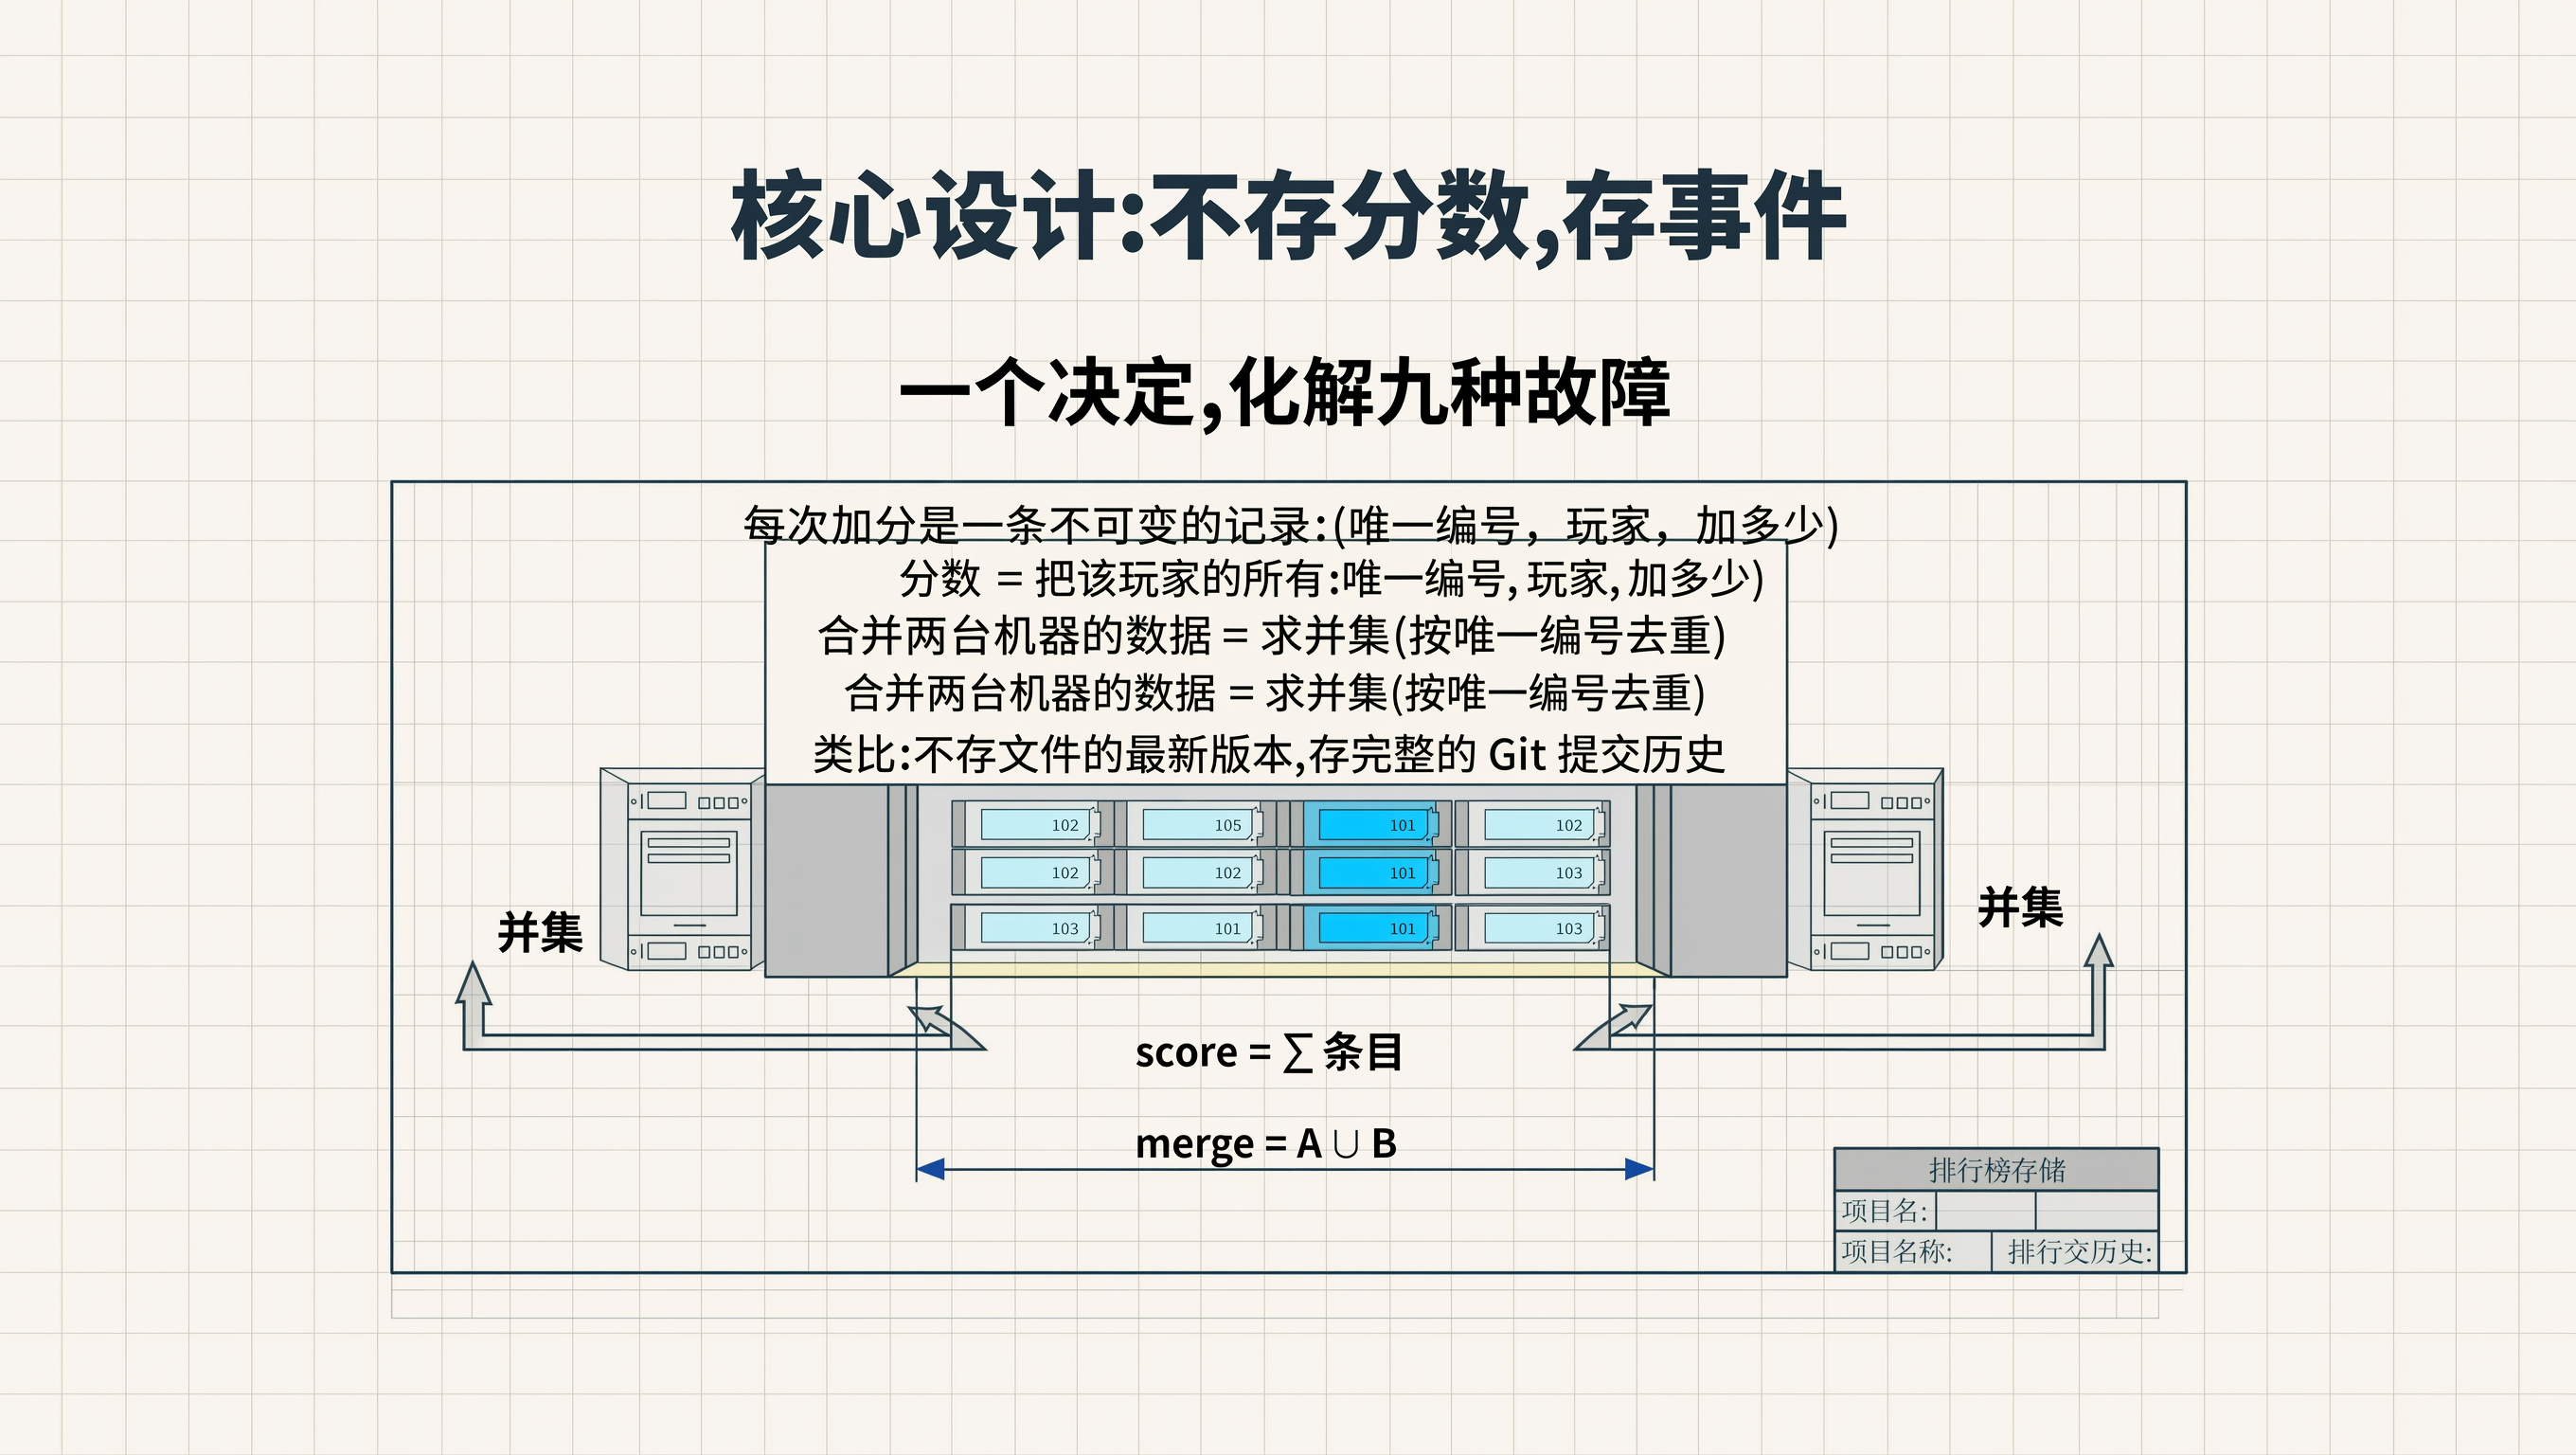 核心设计:不存分数,存事件
一个决定,化解九种故障
每次加分是一条不可变的记录:(唯一编号，玩家，加多少)
分数 = 把该玩家的所有:唯一编号,玩家,加多少)
合并两台机器的数据 = 求并集(按唯一编号去重)
合并两台机器的数据 = 求并集(按唯一编号去重)
类比:不存文件的最新版本,存完整的 Git 提交历史
102 105 101 102
102 102 101 103
103 101 101 103
并集
并集
score = ∑ 条目
merge = A ∪ B
排行榜存储
项目名:
项目名称: 排行交历史: